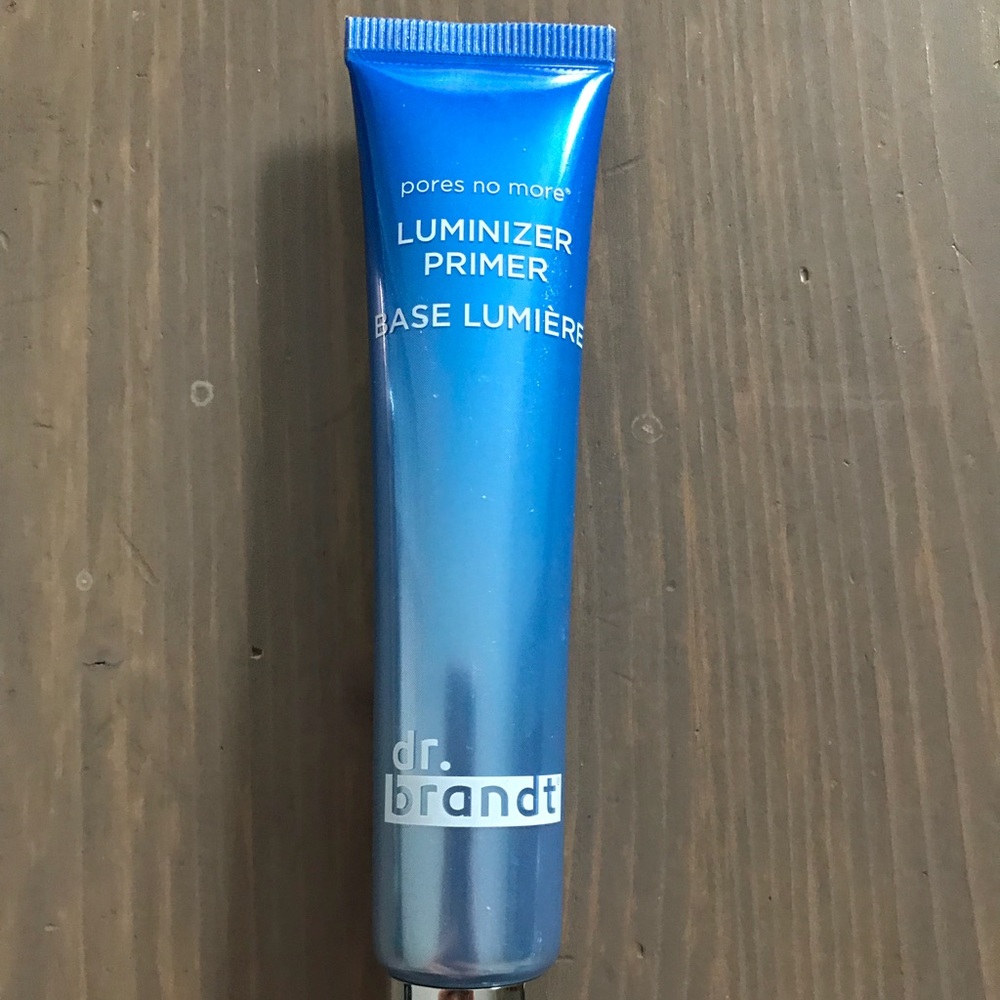 pores no more®
LUMINIZER
PRIMER
BASE LUMIÈRE
dr.
brandt